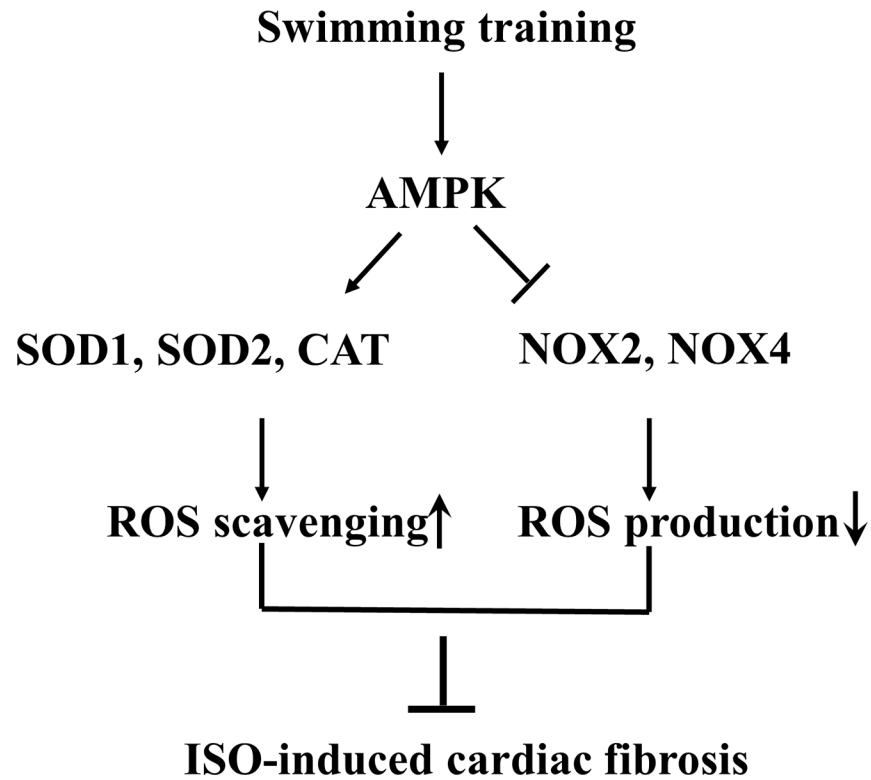 Swimming training
AMPK
SOD1, SOD2, CAT
NOX2, NOX4
ROS scavenging↑
ROS production↓
ISO-induced cardiac fibrosis